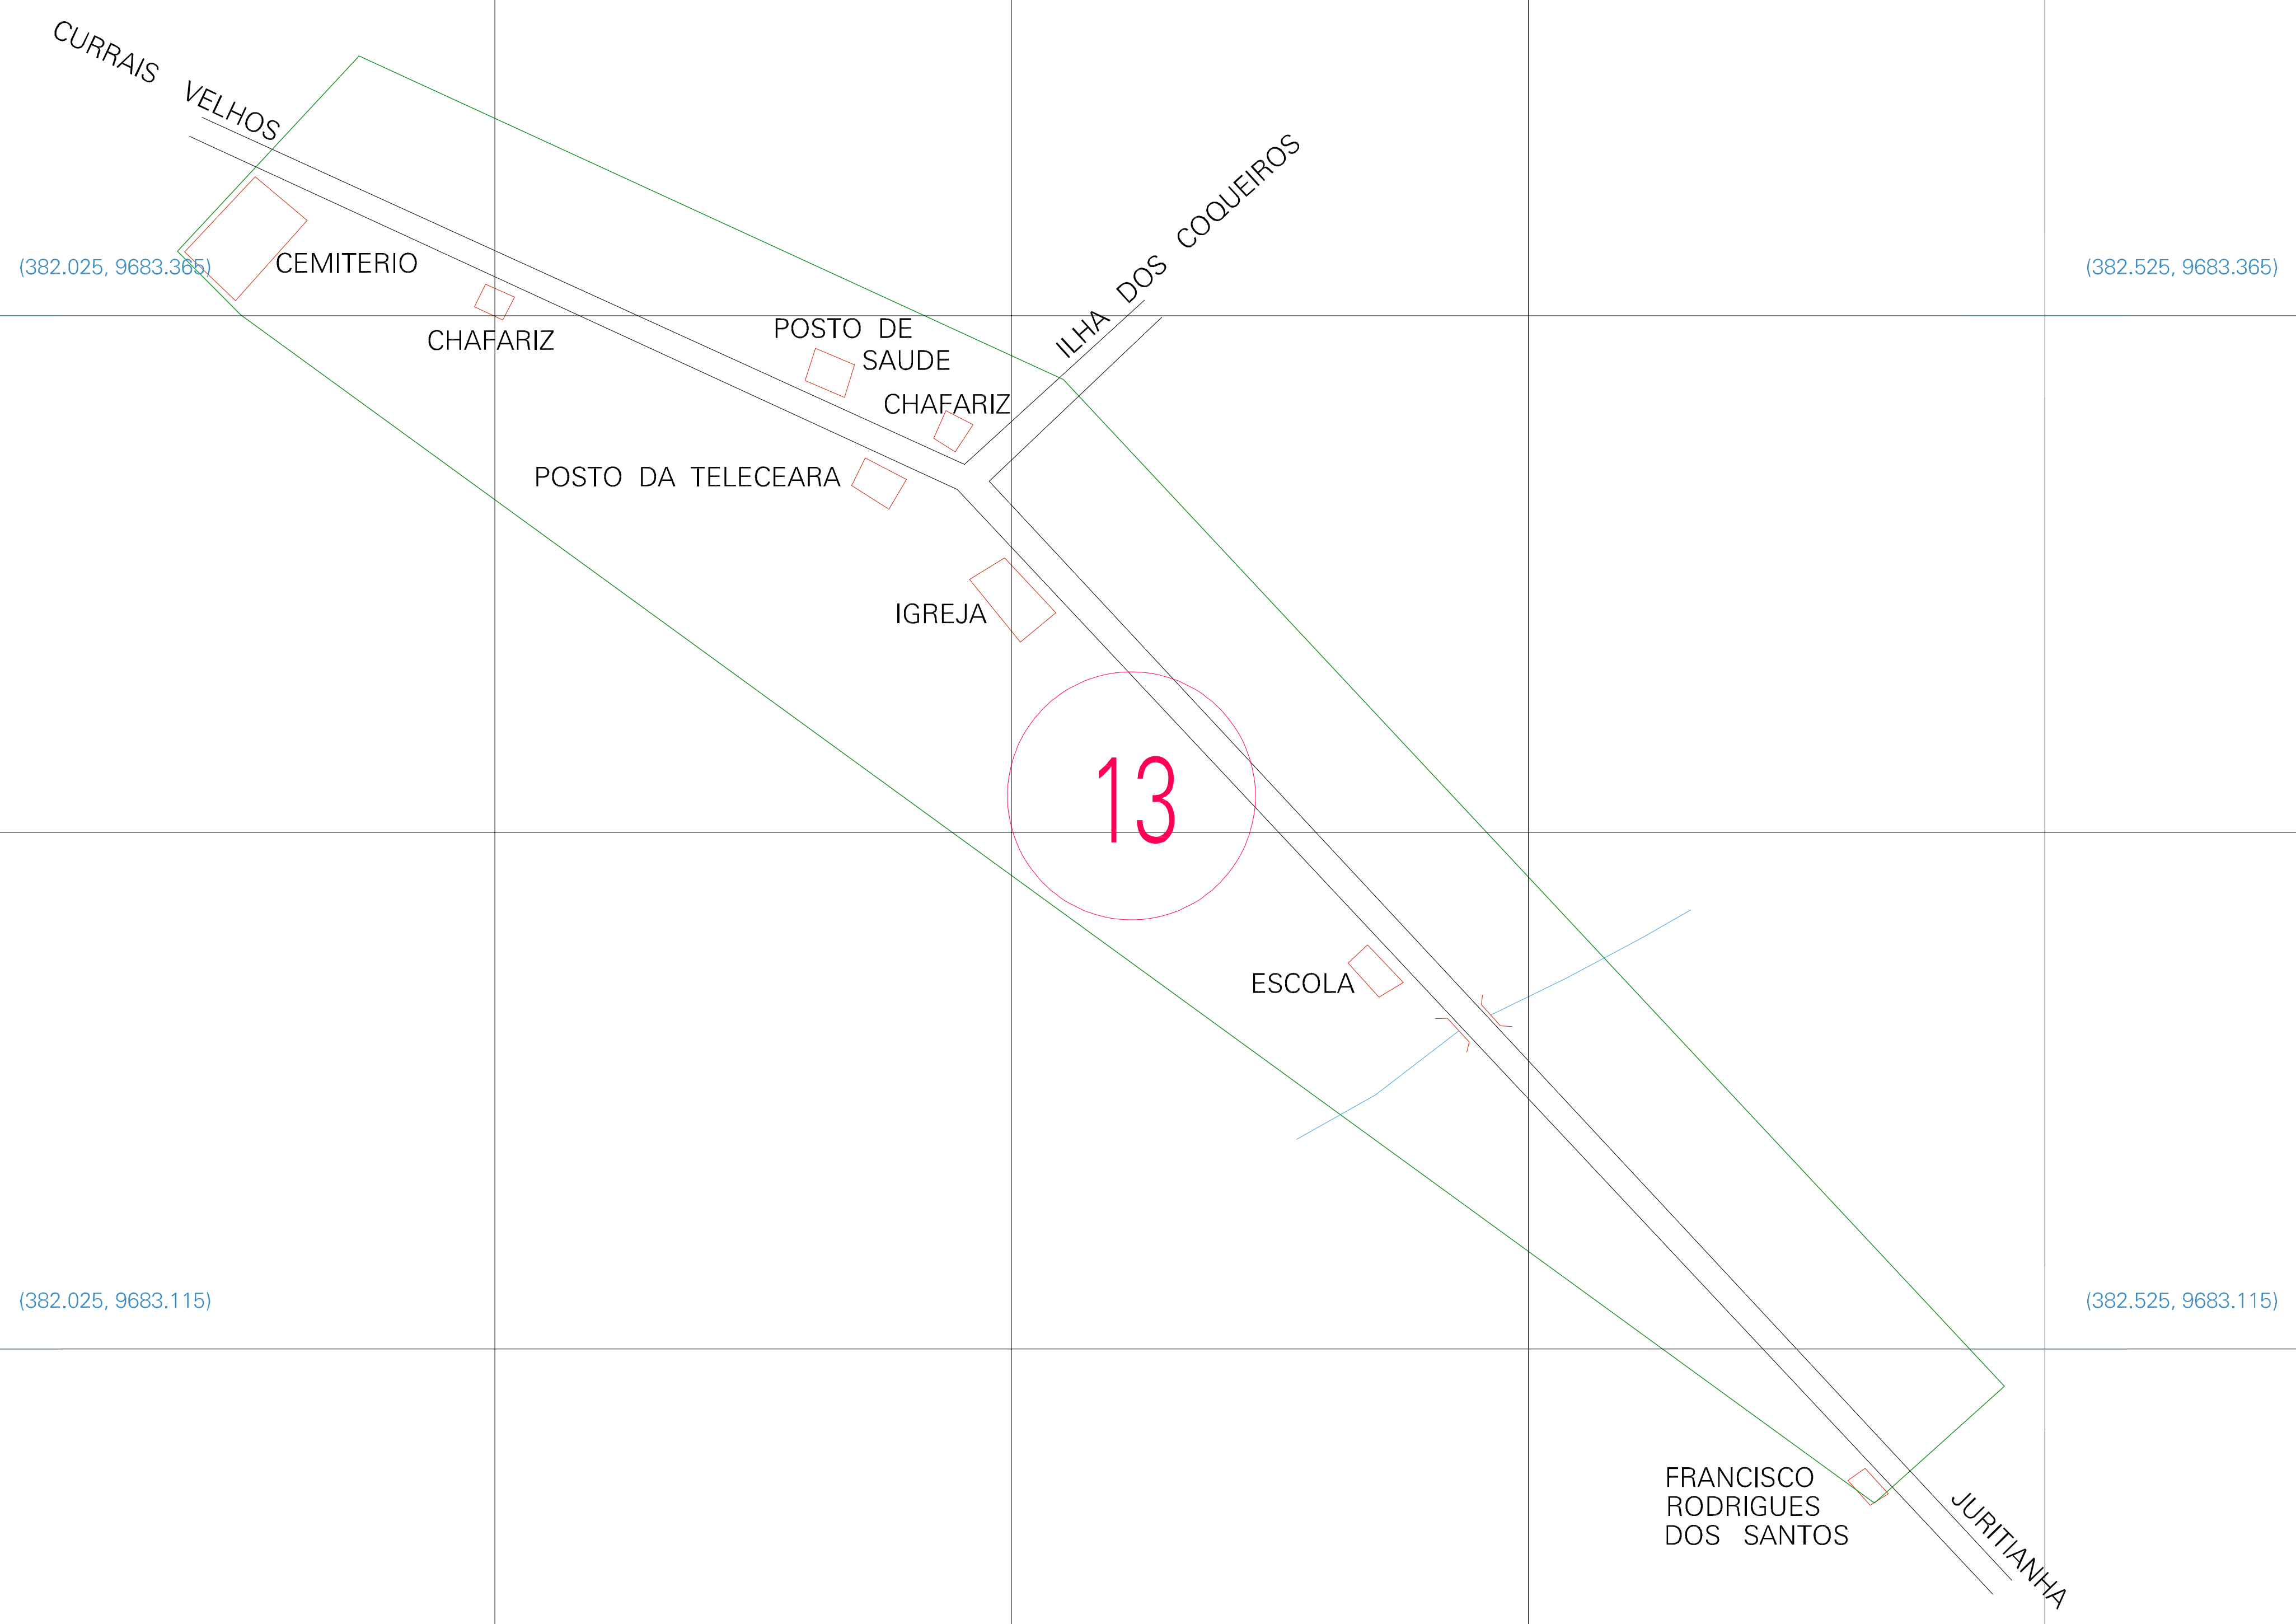 CURRAIS VELHOS
ILHA DOS COQUEIROS
(382.025, 9683.365)
CEMITERIO
(382.525, 9683.365)
CHAFARIZ
POSTO DE
SAUDE
CHAFARIZ
POSTO DA TELECEARA
IGREJA
13
ESCOLA
(382.025, 9683.115)
(382.525, 9683.115)
FRANCISCO
RODRIGUES
DOS SANTOS
JURITIANHA